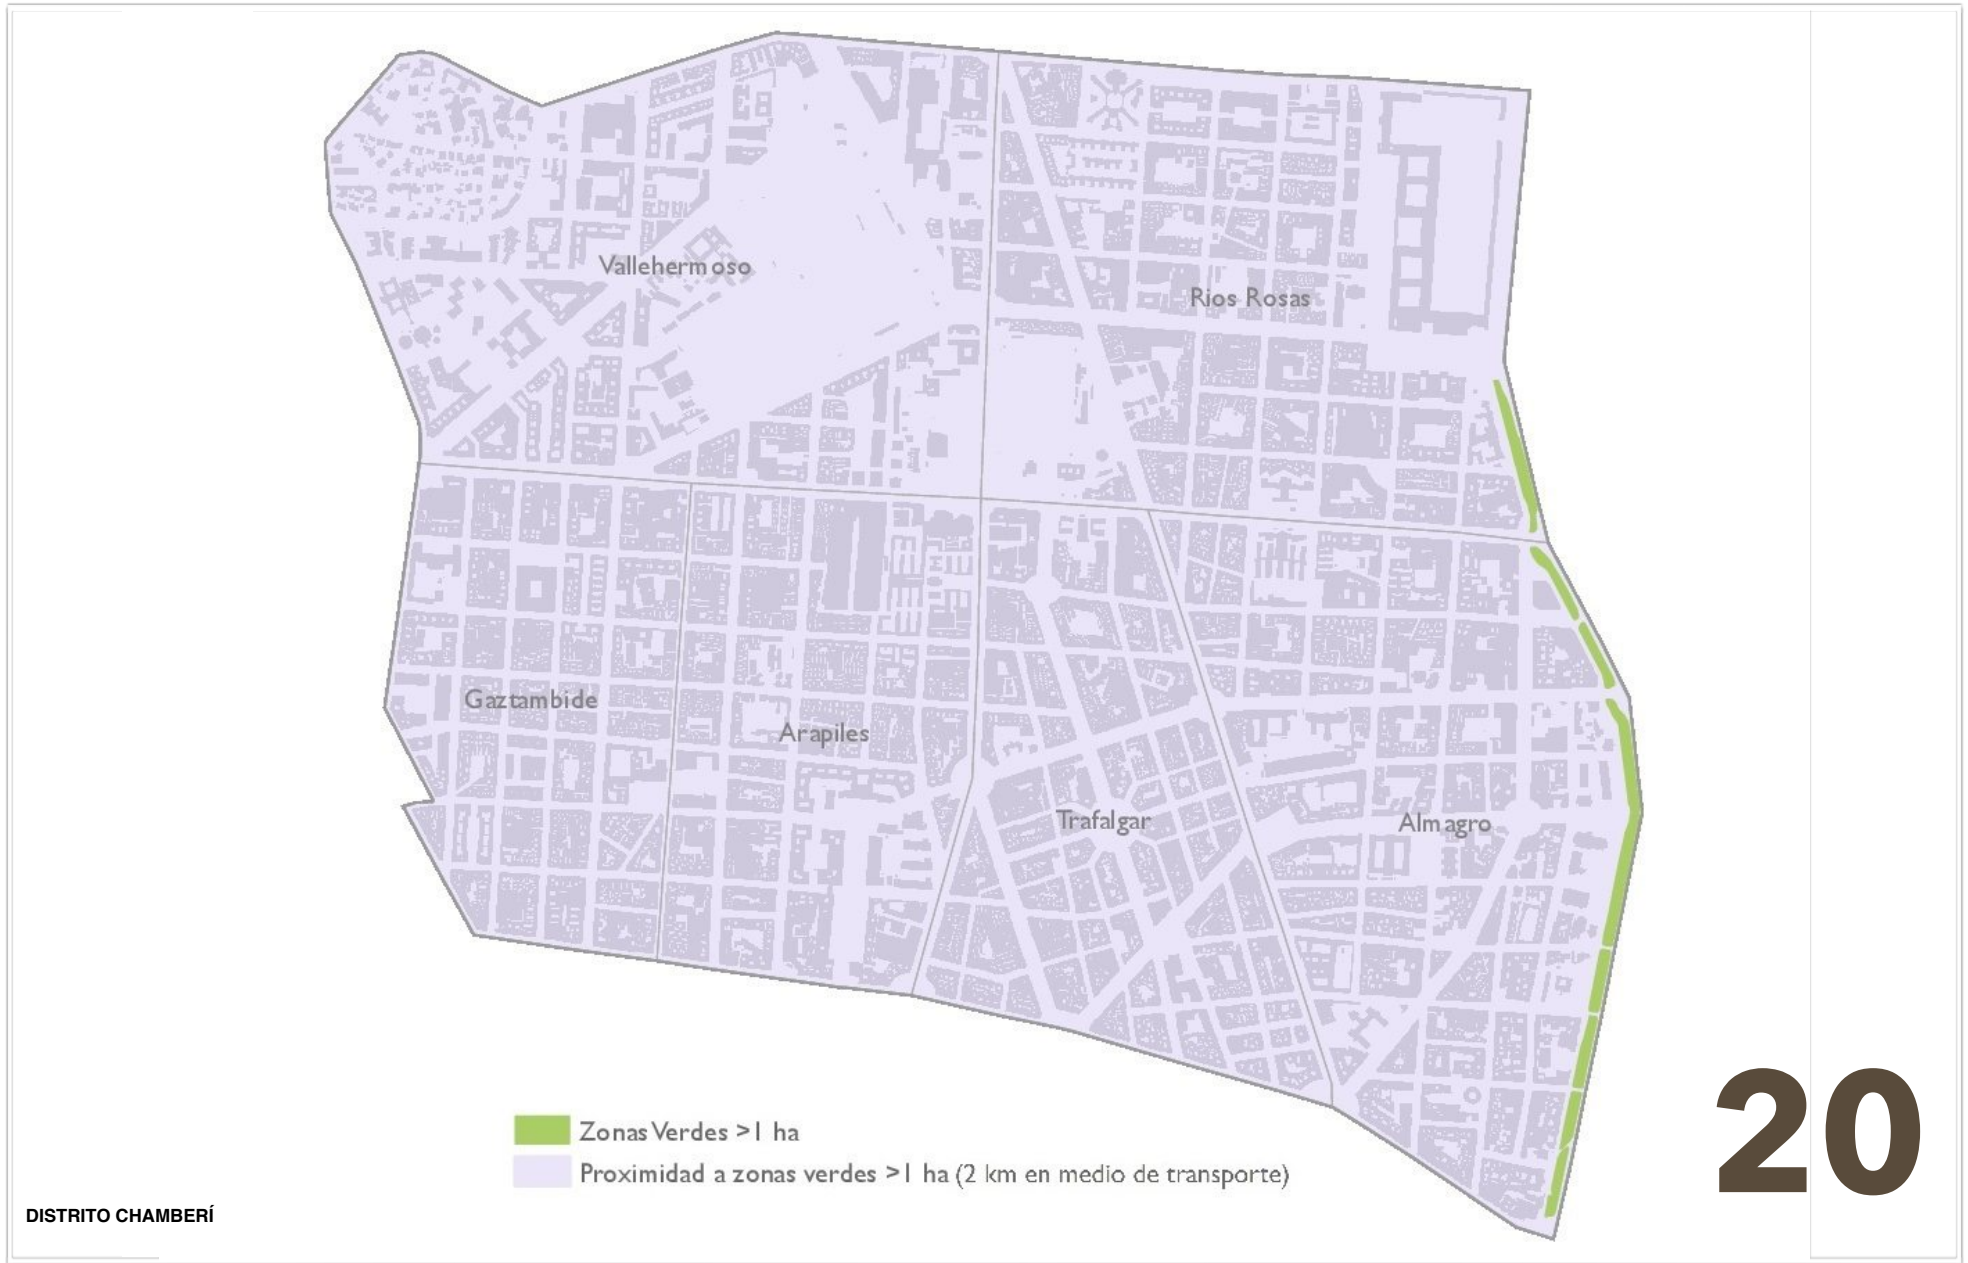 Vallehermoso
Rios Rosas
Gaztambide
Arapiles
Trafalgar
Almagro
Zonas Verdes >1 ha
Proximidad a zonas verdes >1 ha (2 km en medio de transporte)
20
DISTRITO CHAMBERÍ